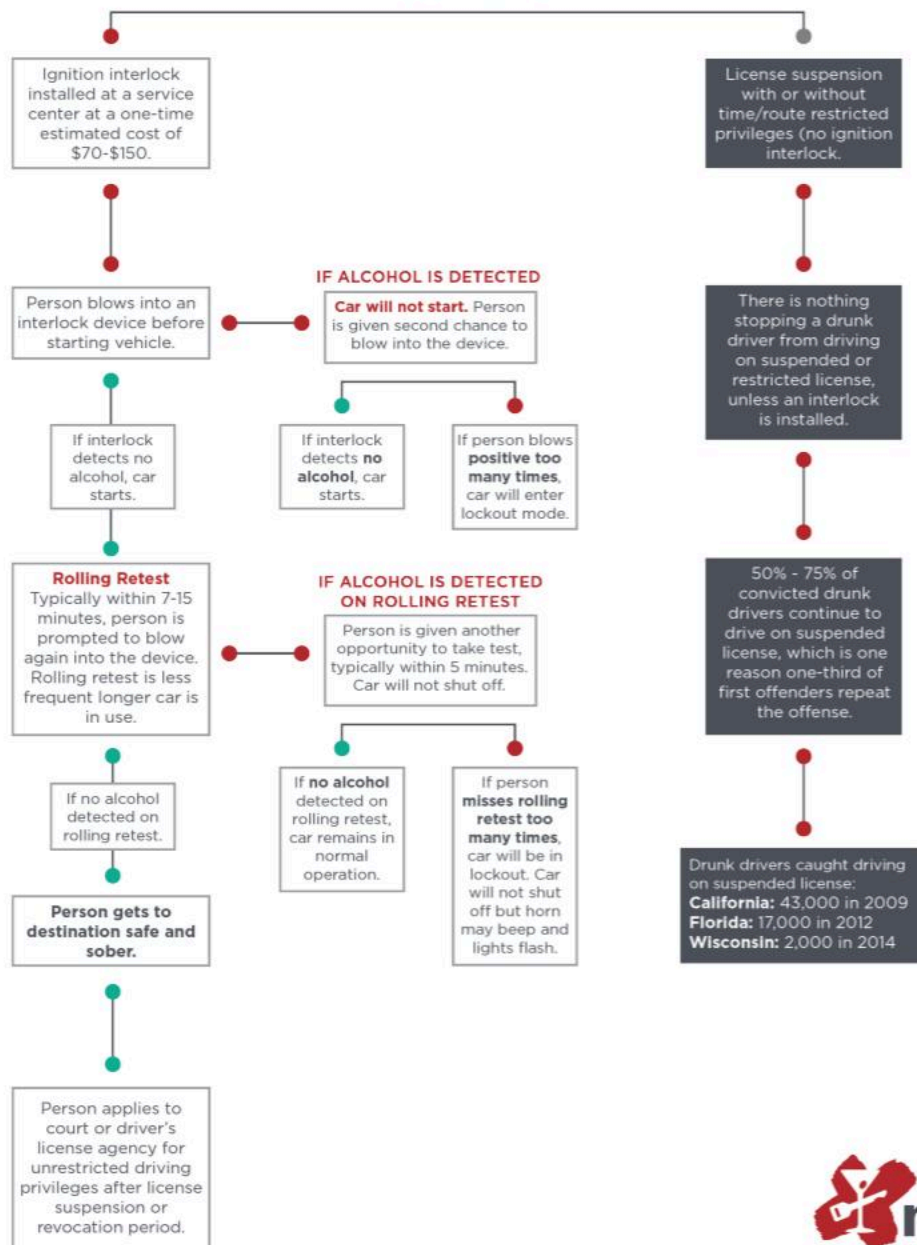 Ignition interlock
installed at a service
center at a one-time
estimated cost of
$70-$150.
License suspension
with or without
time/route restricted
privileges (no ignition
interlock.
Person blows into an
interlock device before
starting vehicle.
IF ALCOHOL IS DETECTED
Car will not start. Person
is given second chance to
blow into the device.
There is nothing
stopping a drunk
driver from driving
on suspended or
restricted license,
unless an interlock
is installed.
If interlock
detects no
alcohol, car
starts.
If interlock
detects no
alcohol, car
starts.
If person blows
positive too
many times,
car will enter
lockout mode.
Rolling Retest
Typically within 7-15
minutes, person is
prompted to blow
again into the device.
Rolling retest is less
frequent longer car is
in use.
IF ALCOHOL IS DETECTED
ON ROLLING RETEST
Person is given another
opportunity to take test,
typically within 5 minutes.
Car will not shut off.
50% - 75% of
convicted drunk
drivers continue to
drive on suspended
license, which is one
reason one-third of
first offenders repeat
the offense.
If no alcohol
detected on
rolling retest.
If no alcohol
detected on
rolling retest,
car remains in
normal
operation.
If person
misses rolling
retest too
many times,
car will be in
lockout. Car
will not shut
off but horn
may beep and
lights flash.
Drunk drivers caught driving
on suspended license:
California: 43,000 in 2009
Florida: 17,000 in 2012
Wisconsin: 2,000 in 2014
Person gets to
destination safe and
sober.
Person applies to
court or driver's
license agency for
unrestricted driving
privileges after license
suspension or
revocation period.